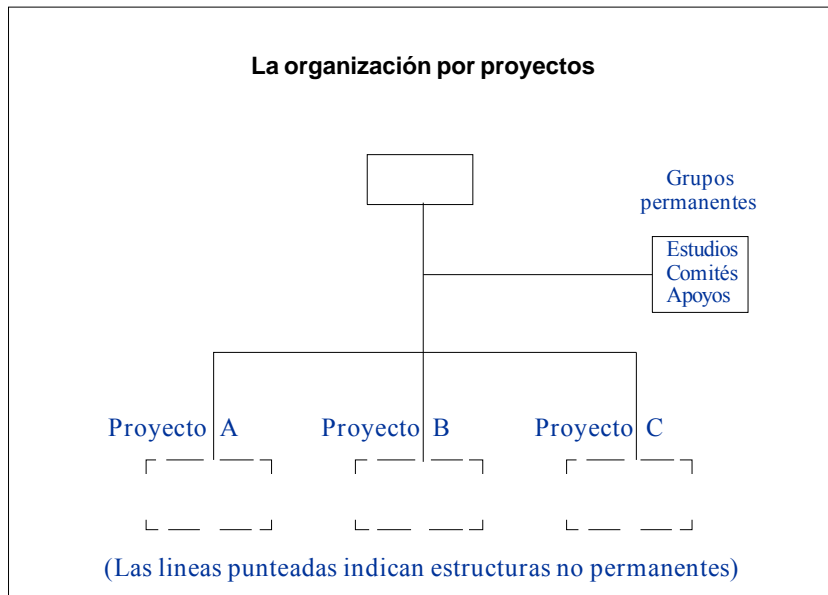 La organización por proyectos
Grupos
permanentes
Estudios
Comités
Apoyos
Proyecto A
Proyecto B
Proyecto C
(Las lineas punteadas indican estructuras no permanentes)